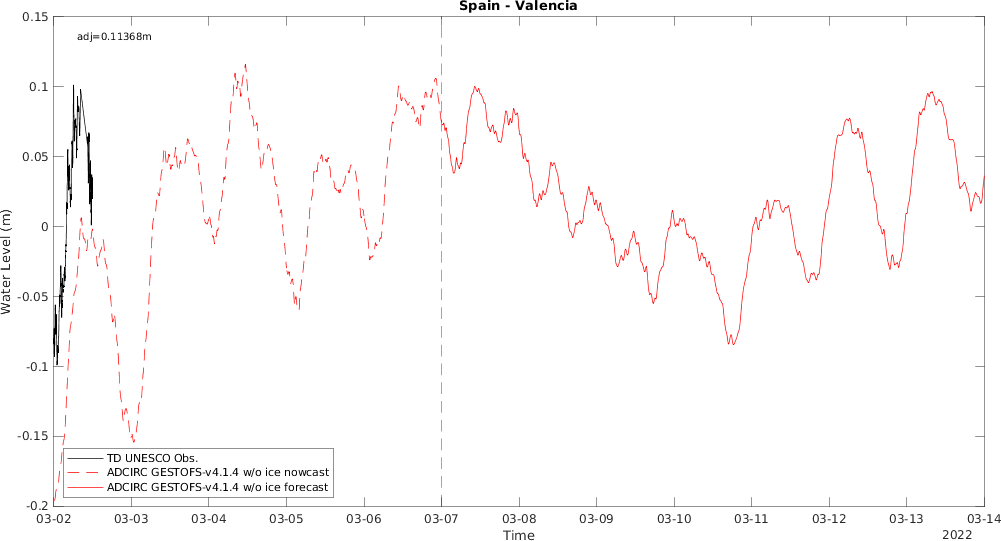 Spain - Valencia
adj=0.11368m
0.15
0.1
0.05
0
-0.05
-0.1
-0.15
-0.2
Water Level (m)
TD UNESCO Obs.
ADCIRC GESTOFS-v4.1.4 w/o ice nowcast
ADCIRC GESTOFS-v4.1.4 w/o ice forecast
03-02 03-03 03-04 03-05 03-06 03-07 03-08 03-09 03-10 03-11 03-12 03-13 03-14
Time
2022